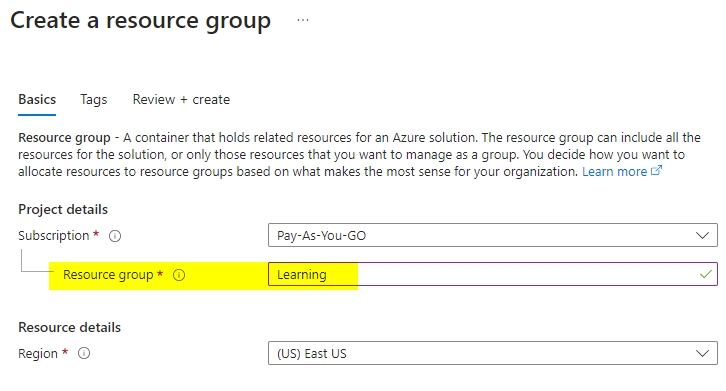 Create a resource group ...
Basics Tags Review + create
Resource group - A container that holds related resources for an Azure solution. The resource group can include all the
resources for the solution, or only those resources that you want to manage as a group. You decide how you want to
allocate resources to resource groups based on what makes the most sense for your organization. Learn more
Project details
Subscription * Pay-As-You-GO
Resource group * Learning
Resource details
Region * (US) East US